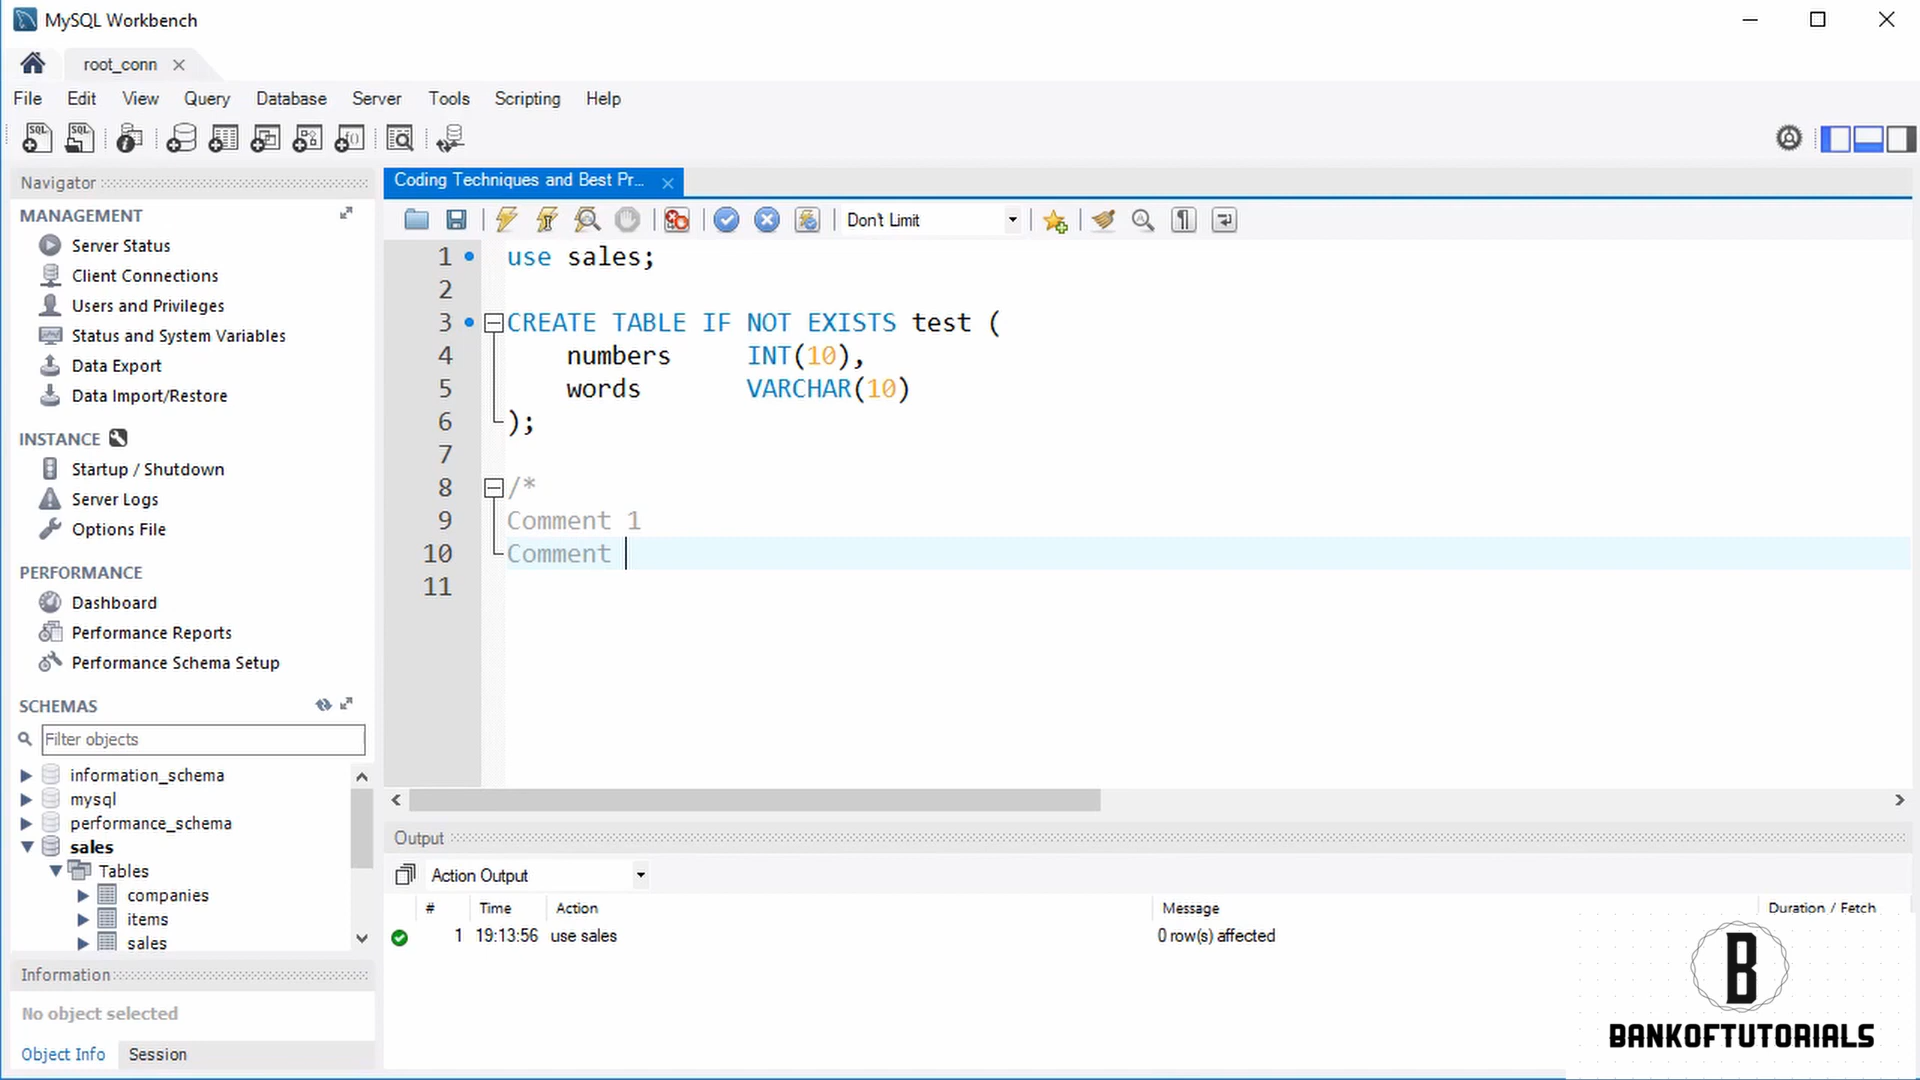 MySQL Workbench
root_conn
File Edit View Query Database Server Tools Scripting Help
Navigator
MANAGEMENT
Server Status
Client Connections
Users and Privileges
Status and System Variables
Data Export
Data Import/Restore
INSTANCE
Startup / Shutdown
Server Logs
Options File
PERFORMANCE
Dashboard
Performance Reports
Performance Schema Setup
SCHEMAS
Filter objects
information_schema
mysql
performance_schema
sales
Tables
companies
items
sales
Information
No object selected
Object Info Session
Coding Techniques and Best Pr...
Don't Limit
1 use sales;
2
3 CREATE TABLE IF NOT EXISTS test (
4 numbers INT(10),
5 words VARCHAR(10)
6 );
7
8 /*
9 Comment 1
10 Comment
11
Output
Action Output
# Time Action Message Duration / Fetch
1 19:13:56 use sales 0 row(s) affected
B
BANKOFTUTORIALS